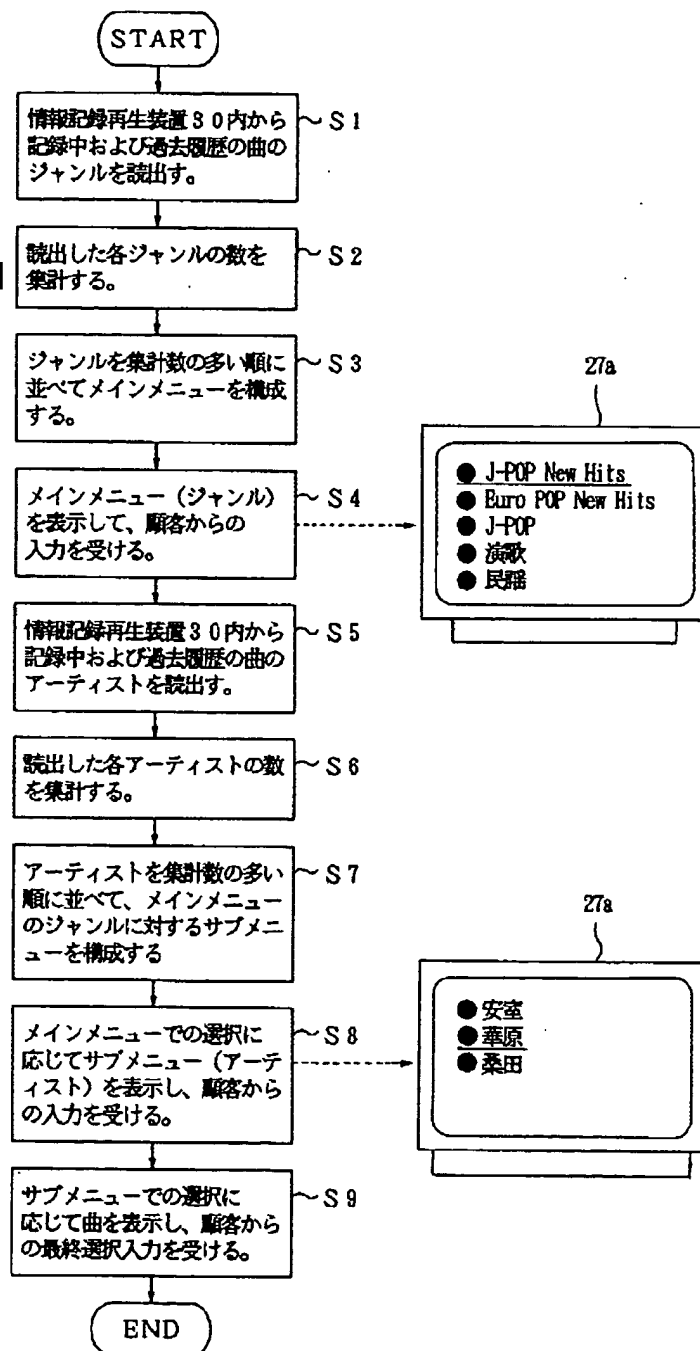 START
情報記録再生装置30内から
記録中および過去履歴の曲の
ジャンルを読出す。
~S1
読出した各ジャンルの数を
集計する。
~S2
ジャンルを集計数の多い順に
並べてメインメニューを構成
する。
~S3
メインメニュー(ジャンル)
を表示して、顧客からの
入力を受ける。
~S4
27a
● J-POP New Hits
● Euro POP New Hits
● J-POP
● 演歌
● 民謡
情報記録再生装置30内から
記録中および過去履歴の曲の
アーティストを読出す。
~S5
読出した各アーティストの数
を集計する。
~S6
アーティストを集計数の多い
順に並べて、メインメニュー
のジャンルに対するサブメニ
ューを構成する
~S7
メインメニューでの選択に
応じてサブメニュー(アーテ
ィスト)を表示し、顧客から
の入力を受ける。
~S8
27a
● 安室
● 華原
● 桑田
サブメニューでの選択に
応じて曲を表示し、顧客から
の最終選択入力を受ける。
~S9
END